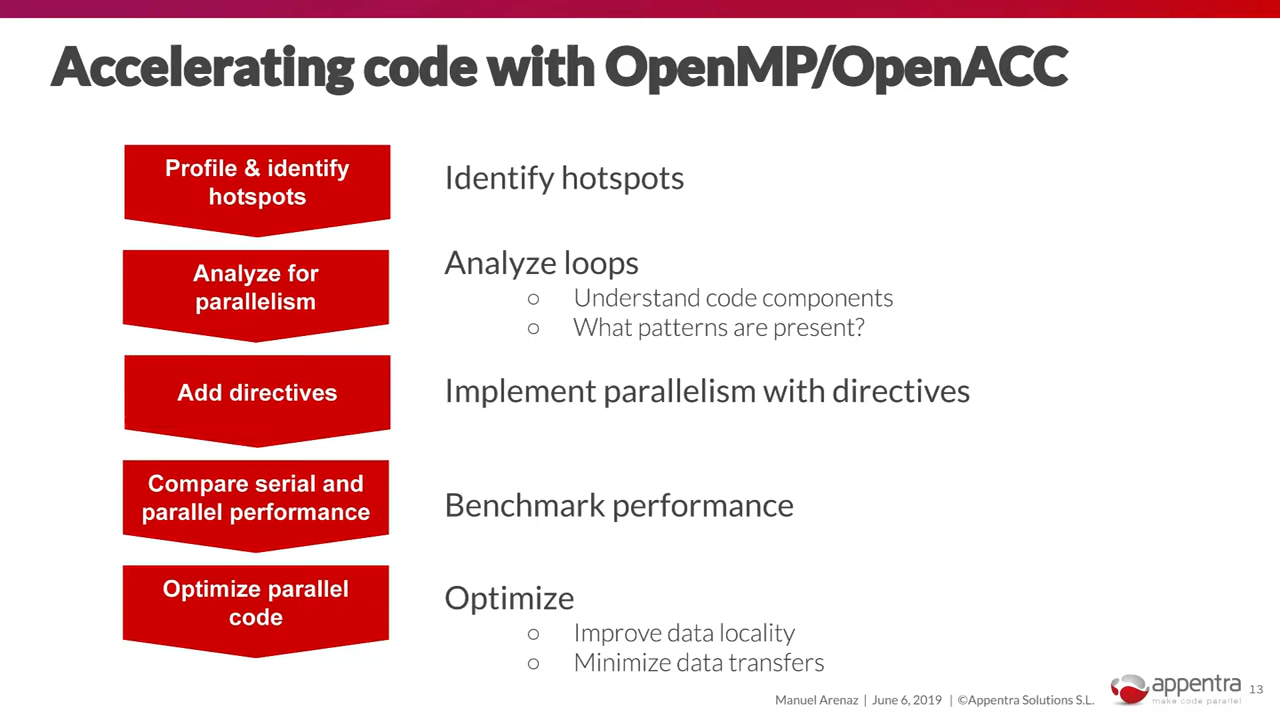 Accelerating code with OpenMP/OpenACC
Profile & identify
hotspots
Identify hotspots
Analyze for
parallelism
Analyze loops
○ Understand code components
○ What patterns are present?
Add directives
Implement parallelism with directives
Compare serial and
parallel performance
Benchmark performance
Optimize parallel
code
Optimize
○ Improve data locality
○ Minimize data transfers
Manuel Arenaz | June 6, 2019 | ©Appentra Solutions S.L.
appentra
make code parallel
13